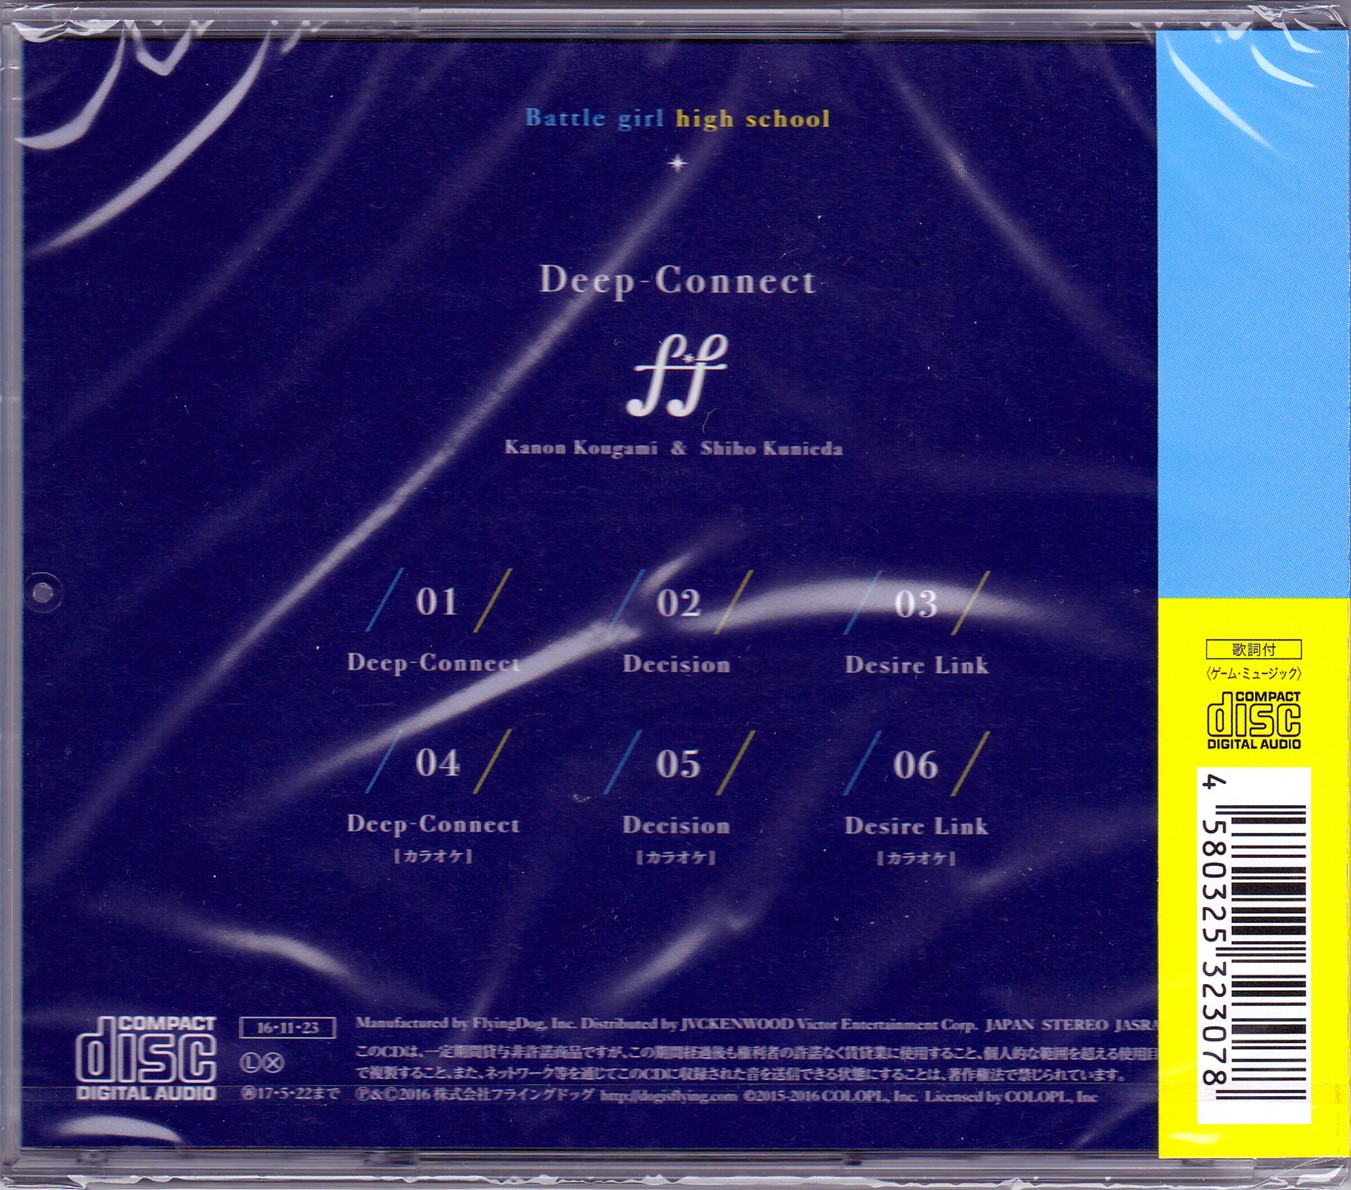 Battle girl high school
Deep-Connect
ff
Kanon Kougami & Shiho Kunieda
01
02
03
Deep-Connect
Decision
Desire Link
04
05
06
Deep-Connect
Decision
Desire Link
[カラオケ]
[カラオケ]
[カラオケ]
COMPACT
disc
DIGITAL AUDIO
16・11・23
Ⓛ Ⓧ
17・5・22まで
Manufactured by FlyingDog, Inc. Distributed by JVCKENWOOD Victor Entertainment Corp. JAPAN STEREO JASRA
このCDは、一定期間貸与非許諾商品ですが、この期間経過後も権利者の許諾なく賃貸業に使用すること、個人的な範囲を超える使用目
で複製すること、また、ネットワーク等を通じてこのCDに収録された音を送信できる状態にすることは、著作権法で禁じられています。
Ⓟ&Ⓒ2016 株式会社フライングドッグ http://dogisflying.com ©2015-2016 COLOPL, Inc. Licensed by COLOPL, Inc
歌詞付
〈ゲーム・ミュージック〉
COMPACT
disc
DIGITAL AUDIO
4 580325 323078